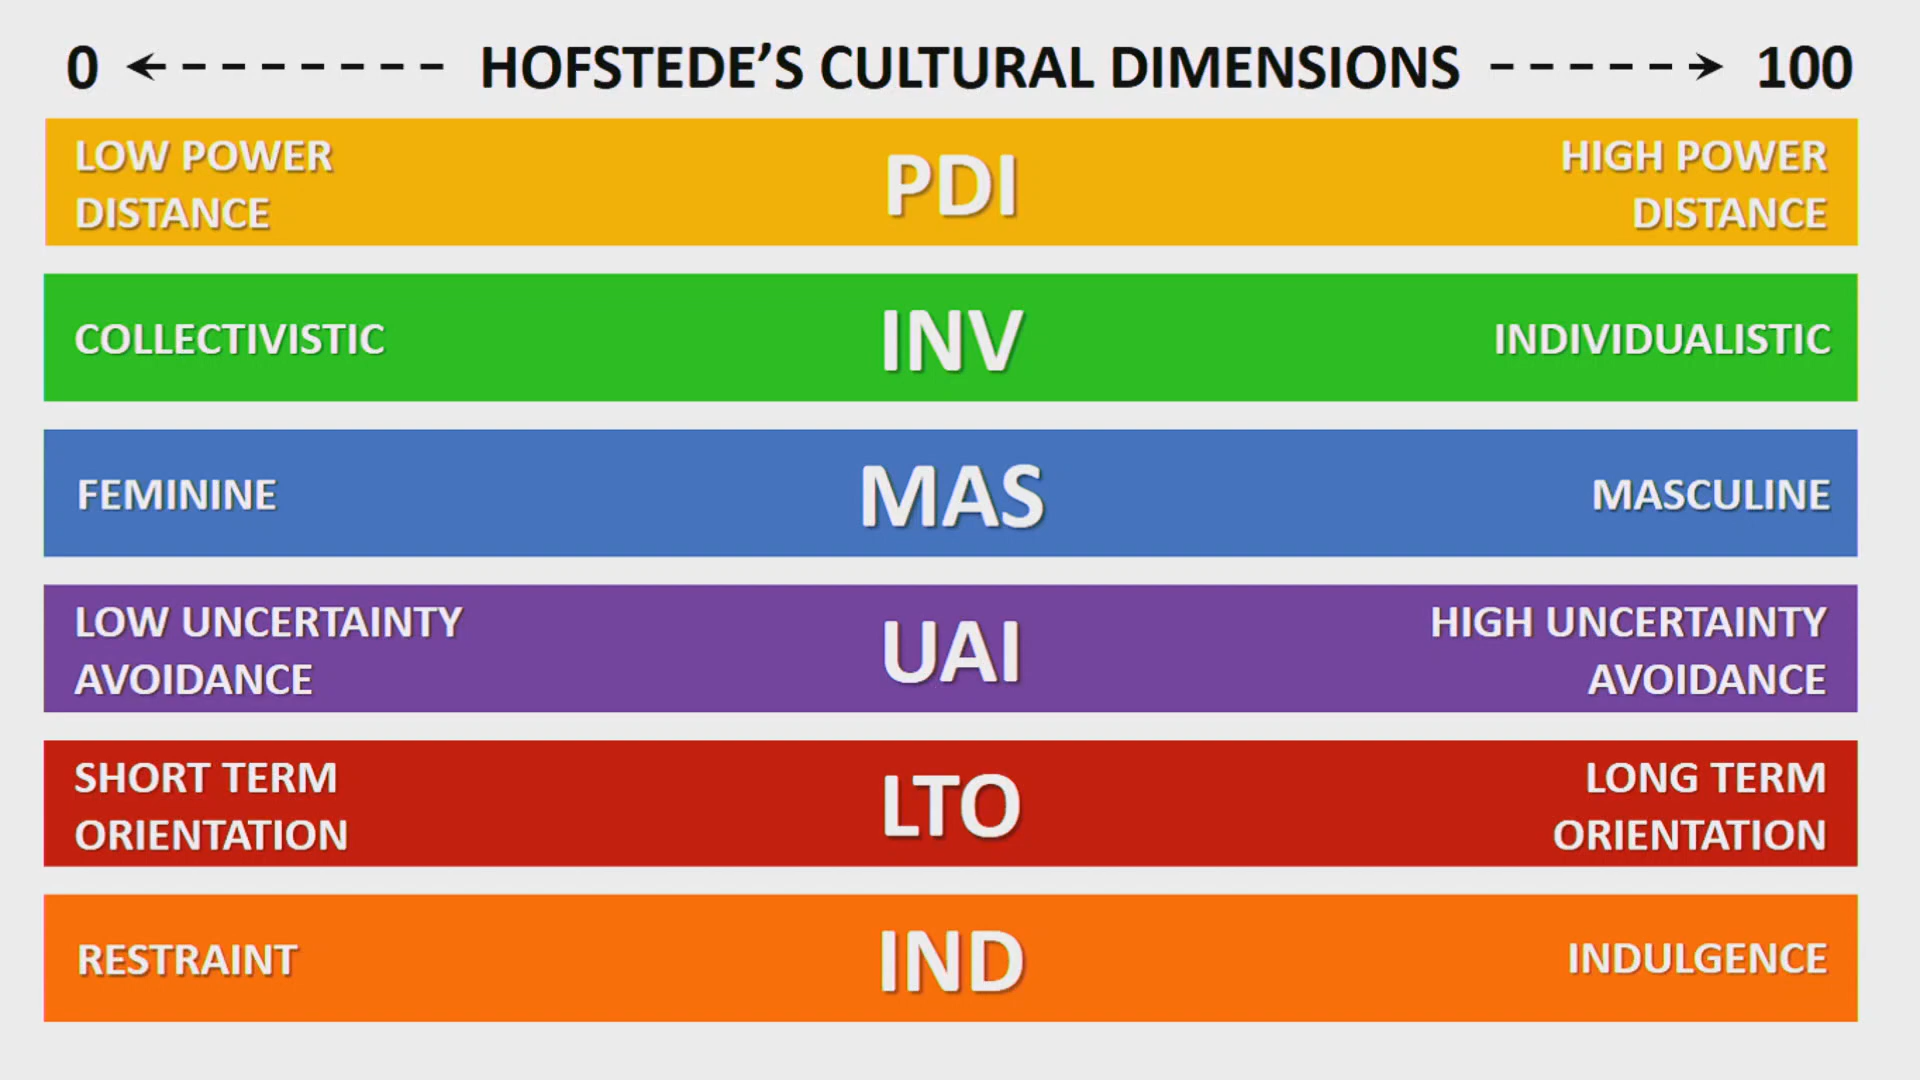 0 HOFSTEDE’S CULTURAL DIMENSIONS 100
LOW POWER
DISTANCE
PDI
HIGH POWER
DISTANCE
COLLECTIVISTIC
INV
INDIVIDUALISTIC
FEMININE
MAS
MASCULINE
LOW UNCERTAINTY
AVOIDANCE
UAI
HIGH UNCERTAINTY
AVOIDANCE
SHORT TERM
ORIENTATION
LTO
LONG TERM
ORIENTATION
RESTRAINT
IND
INDULGENCE